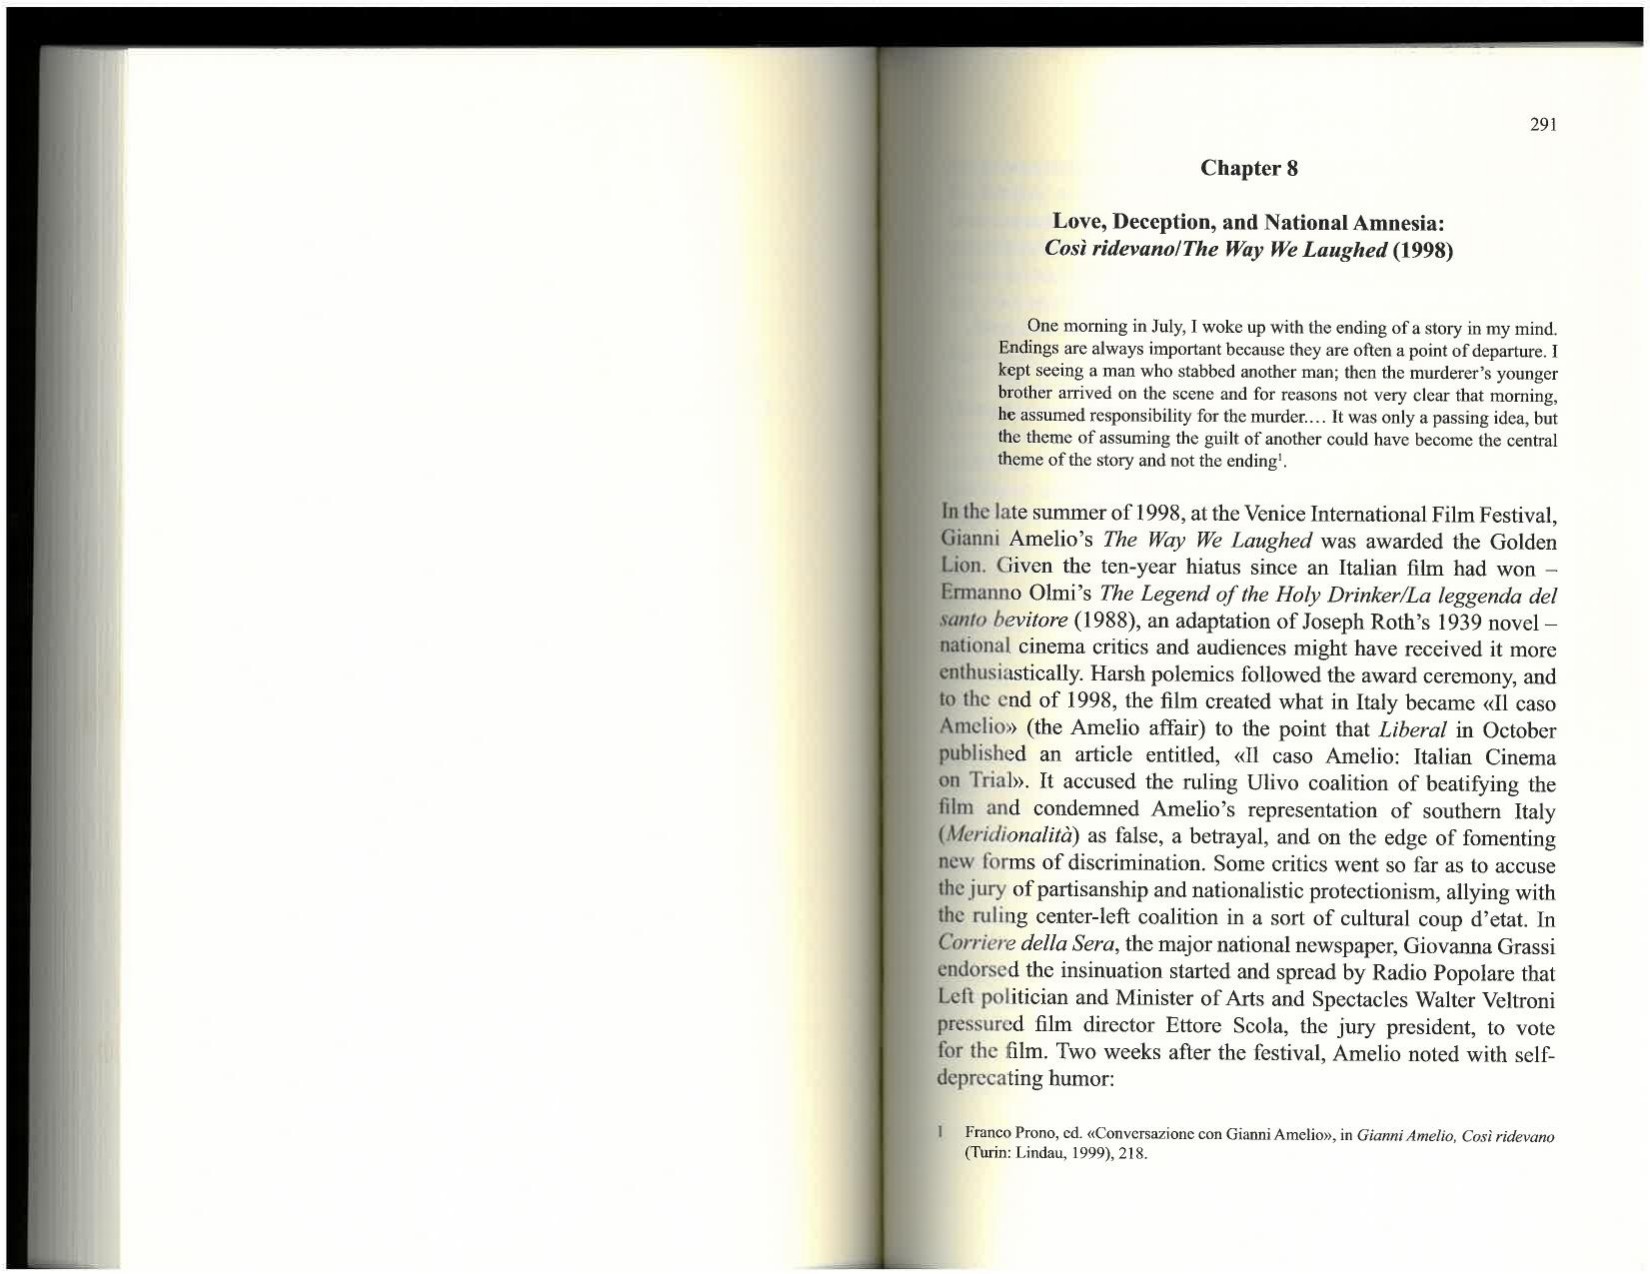 291
Chapter 8
Love, Deception, and National Amnesia:
Così ridevano/The Way We Laughed (1998)
One morning in July, I woke up with the ending of a story in my mind.
Endings are always important because they are often a point of departure. I
kept seeing a man who stabbed another man; then the murderer's younger
brother arrived on the scene and for reasons not very clear that morning,
he assumed responsibility for the murder.... It was only a passing idea, but
the theme of assuming the guilt of another could have become the central
theme of the story and not the ending¹.
In the late summer of 1998, at the Venice International Film Festival,
Gianni Amelio's The Way We Laughed was awarded the Golden
Lion. Given the ten-year hiatus since an Italian film had won –
Ermanno Olmi's The Legend of the Holy Drinker/La leggenda del
santo bevitore (1988), an adaptation of Joseph Roth's 1939 novel –
national cinema critics and audiences might have received it more
enthusiastically. Harsh polemics followed the award ceremony, and
to the end of 1998, the film created what in Italy became «Il caso
Amelio» (the Amelio affair) to the point that Liberal in October
published an article entitled, «Il caso Amelio: Italian Cinema
on Trial». It accused the ruling Ulivo coalition of beatifying the
film and condemned Amelio's representation of southern Italy
(Meridionalità) as false, a betrayal, and on the edge of fomenting
new forms of discrimination. Some critics went so far as to accuse
the jury of partisanship and nationalistic protectionism, allying with
the ruling center-left coalition in a sort of cultural coup d'etat. In
Corriere della Sera, the major national newspaper, Giovanna Grassi
endorsed the insinuation started and spread by Radio Popolare that
Left politician and Minister of Arts and Spectacles Walter Veltroni
pressured film director Ettore Scola, the jury president, to vote
for the film. Two weeks after the festival, Amelio noted with self-
deprecating humor:
1 Franco Prono, ed. «Conversazione con Gianni Amelio», in Gianni Amelio, Così ridevano
(Turin: Lindau, 1999), 218.